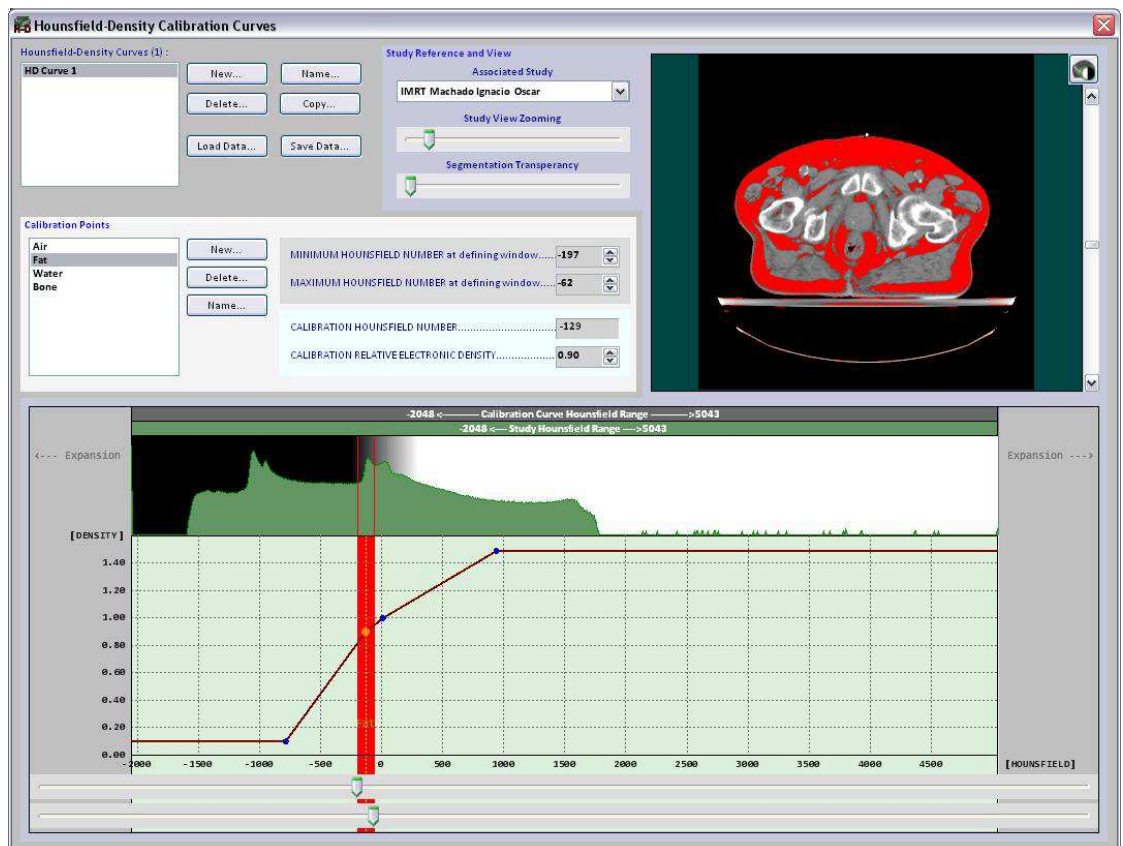 Hounsfield-Density Calibration Curves
Hounsfield-Density Curves (1) :
HD Curve 1
New...
Name...
Delete...
Copy...
Load Data...
Save Data...
Study Reference and View
Associated Study
IMRT Machado Ignacio Oscar
Study View Zooming
Segmentation Transperancy
Calibration Points
Air
Fat
Water
Bone
New...
Delete...
Name...
MINIMUM HOUNSFIELD NUMBER at defining window.....-197
MAXIMUM HOUNSFIELD NUMBER at defining window.....-62
CALIBRATION HOUNSFIELD NUMBER..............................-129
CALIBRATION RELATIVE ELECTRONIC DENSITY..................0.90
-2048 <---------- Calibration Curve Hounsfield Range ---------->5043
-2048 <---- Study Hounsfield Range ---->5043
<--- Expansion
Expansion --->
[DENSITY]
1.40
1.20
1.00
0.80
0.60
0.40
0.20
0.00
Fat
-2000 -1500 -1000 -500 0 500 1000 1500 2000 2500 3000 3500 4000 4500
[HOUNSFIELD]